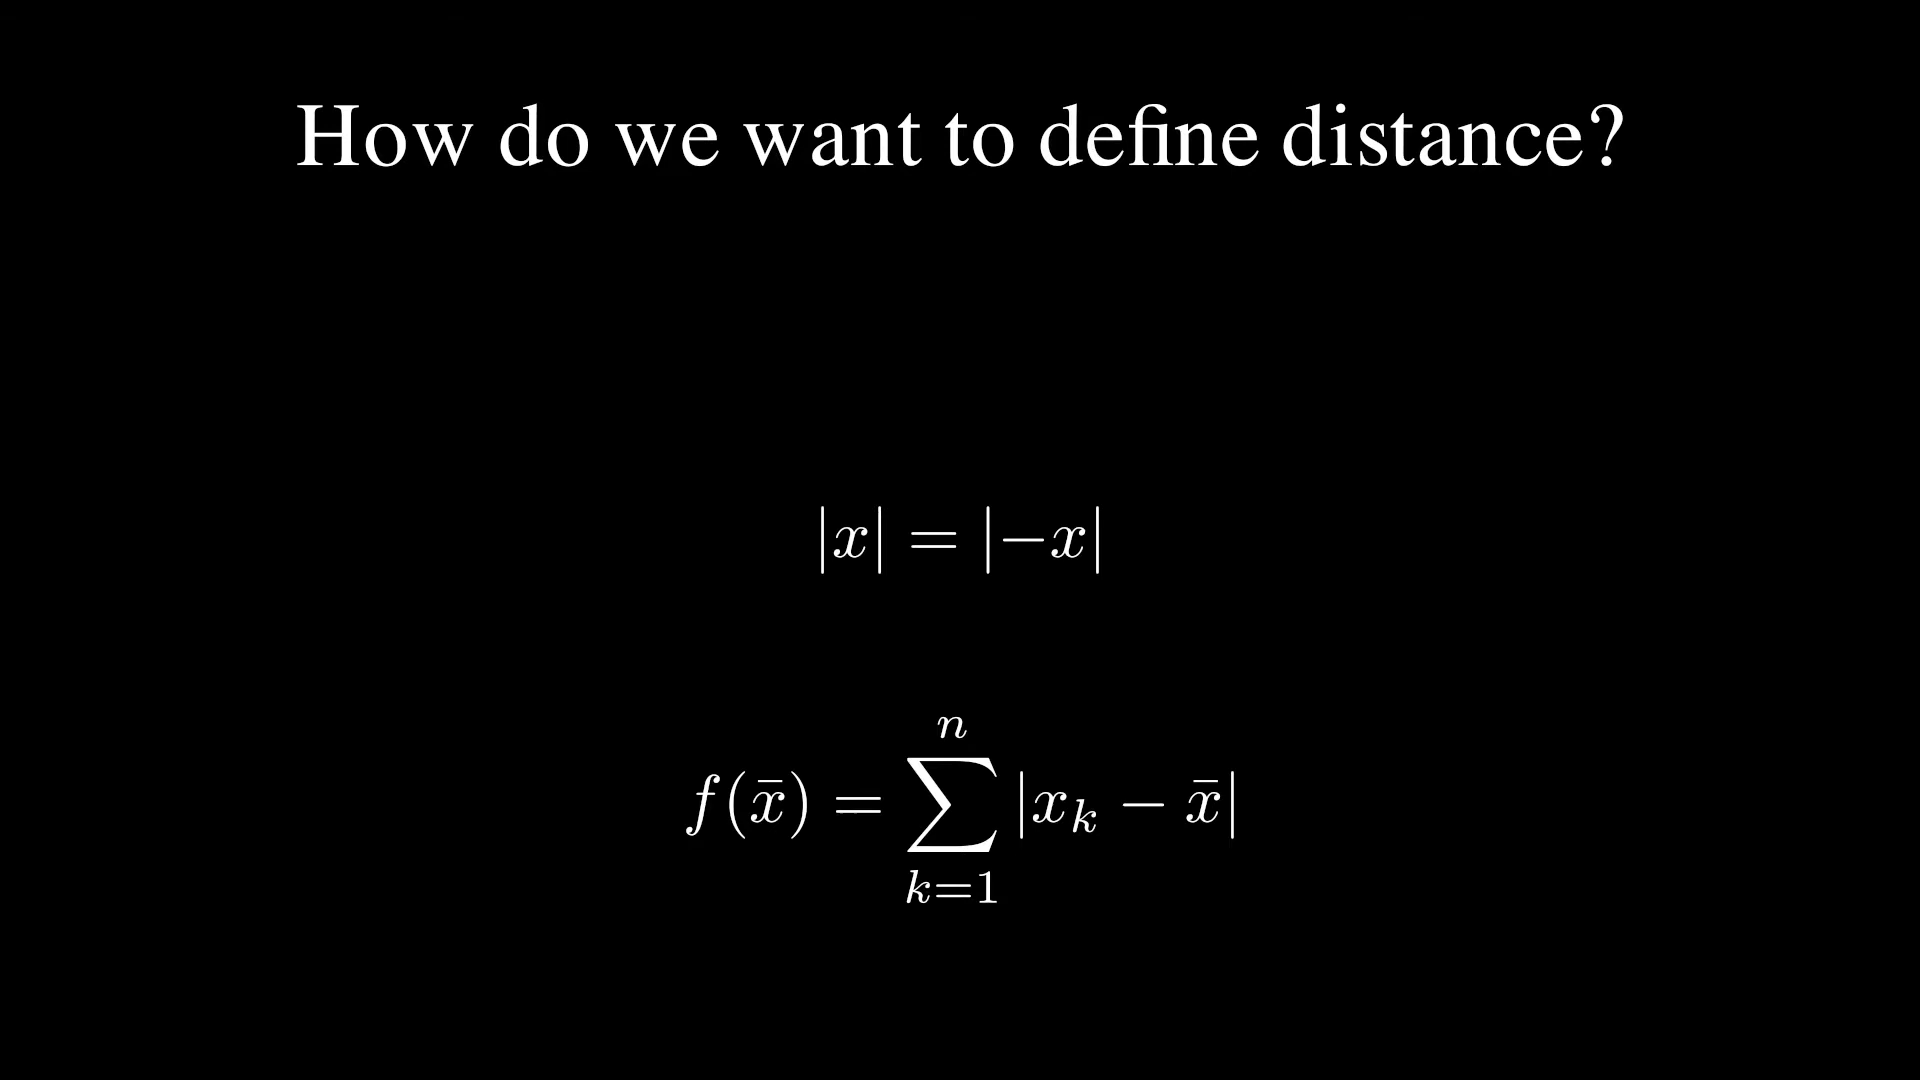 How do we want to define distance?
|x| = |−x|
f(x̄) = ∑_{k=1}^{n} |x_k − x̄|